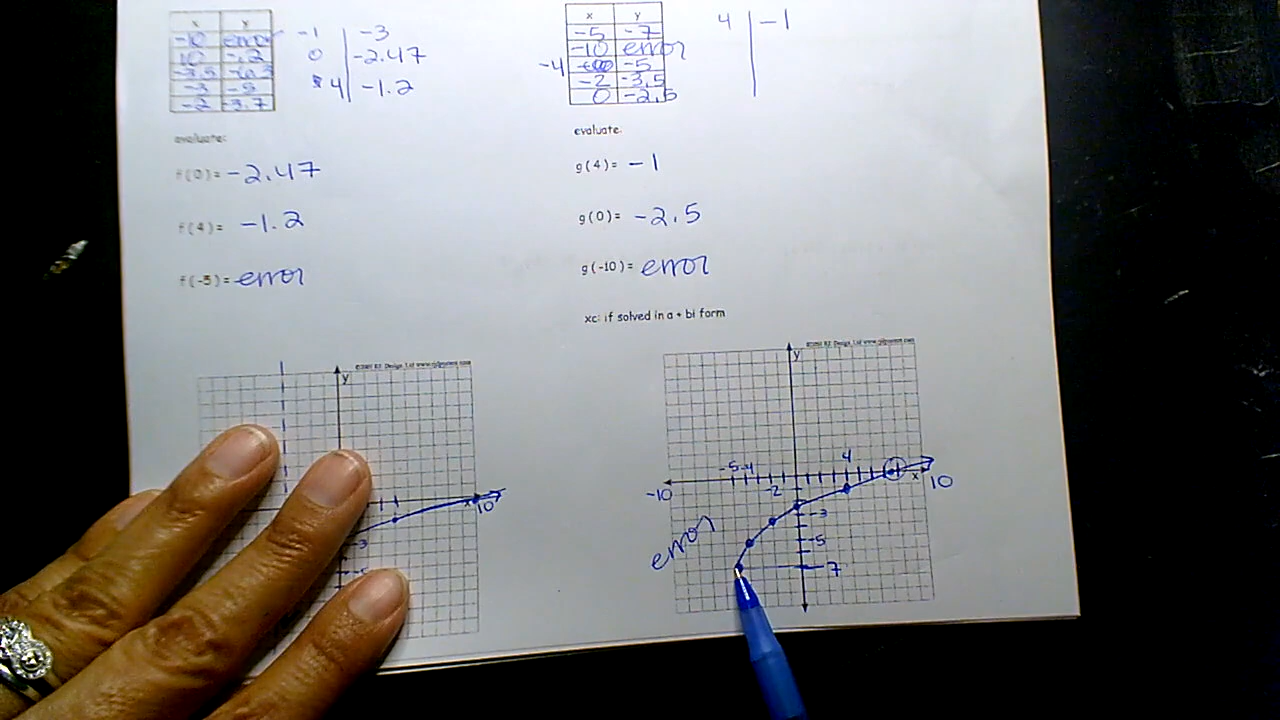 x y
-10 error
10 -.2
-3.5 -6.3
-3 -5
-2 -3.7
-1 -3
0 -2.47
4 -1.2
evaluate:
f(0)= -2.47
f(4)= -1.2
f(-5)= error
y
-3
x
10
x y
-5 -7
-10 error
-4 -5
-2 -3.5
0 -2.5
4 -1
evaluate:
g(4)= -1
g(0)= -2.5
g(-10)= error
xc: if solved in a + bi form
y
-5 -4
4
-10
-2
x
10
-3
error
-5
-7